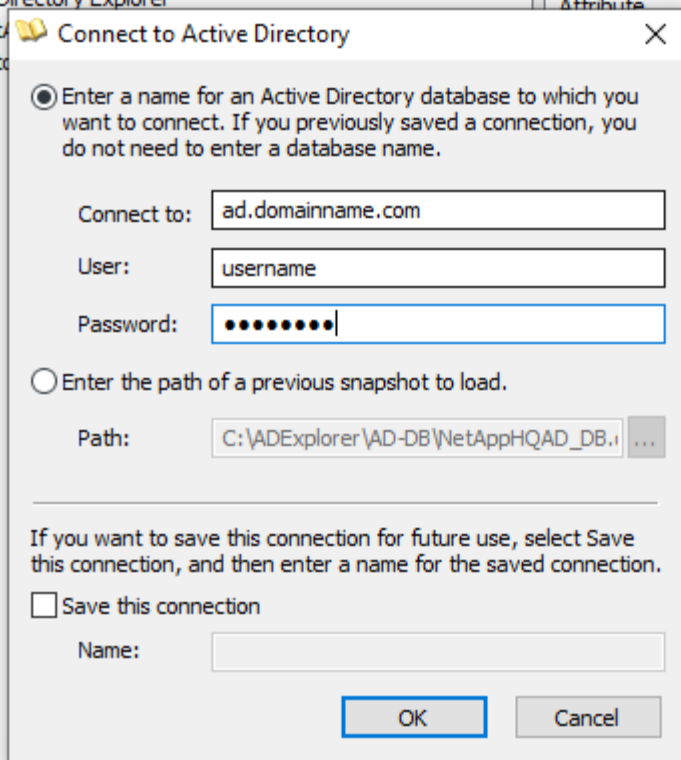 Directory Explorer
Attribute
Connect to Active Directory
Enter a name for an Active Directory database to which you
want to connect. If you previously saved a connection, you
do not need to enter a database name.
Connect to: ad.domainname.com
User: username
Password: ●●●●●●●●
Enter the path of a previous snapshot to load.
Path: C:\ADExplorer\AD-DB\NetAppHQAD_DB. ...
If you want to save this connection for future use, select Save
this connection, and then enter a name for the saved connection.
Save this connection
Name:
OK Cancel